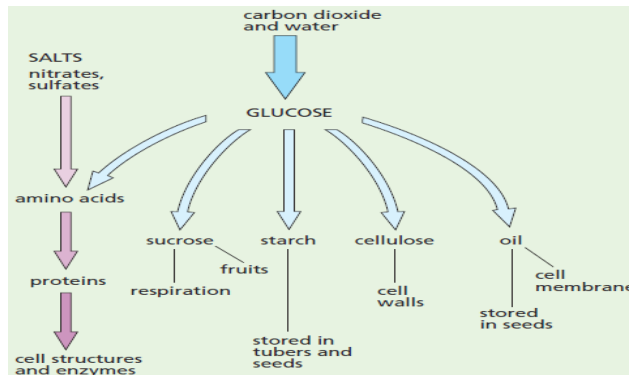 carbon dioxide
and water
SALTS
nitrates,
sulfates
GLUCOSE
amino acids
sucrose
starch
cellulose
oil
fruits
cell
membrane
proteins
respiration
cell
walls
stored
in seeds
stored in
tubers and
seeds
cell structures
and enzymes